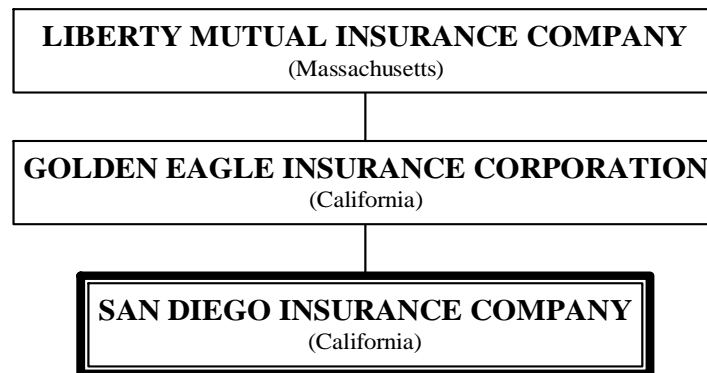 LIBERTY MUTUAL INSURANCE COMPANY
(Massachusetts)
GOLDEN EAGLE INSURANCE CORPORATION
(California)
SAN DIEGO INSURANCE COMPANY
(California)